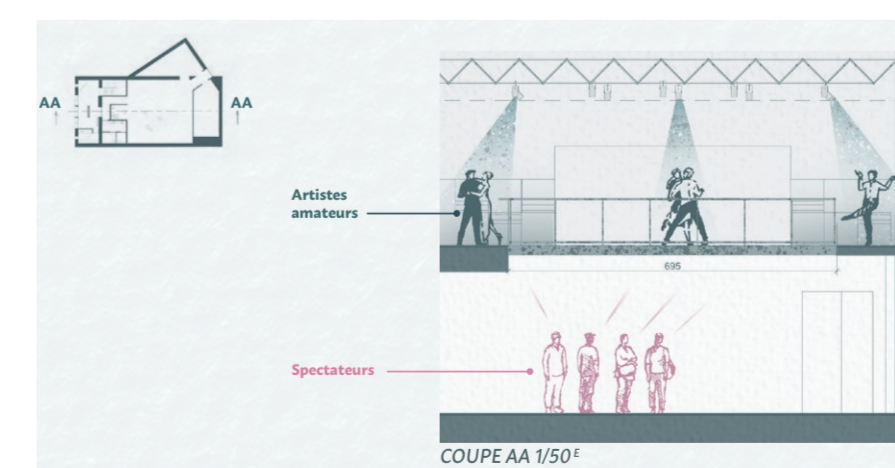 AA AA
Artistes
amateurs
695
Spectateurs
COUPE AA 1/50ᴱ